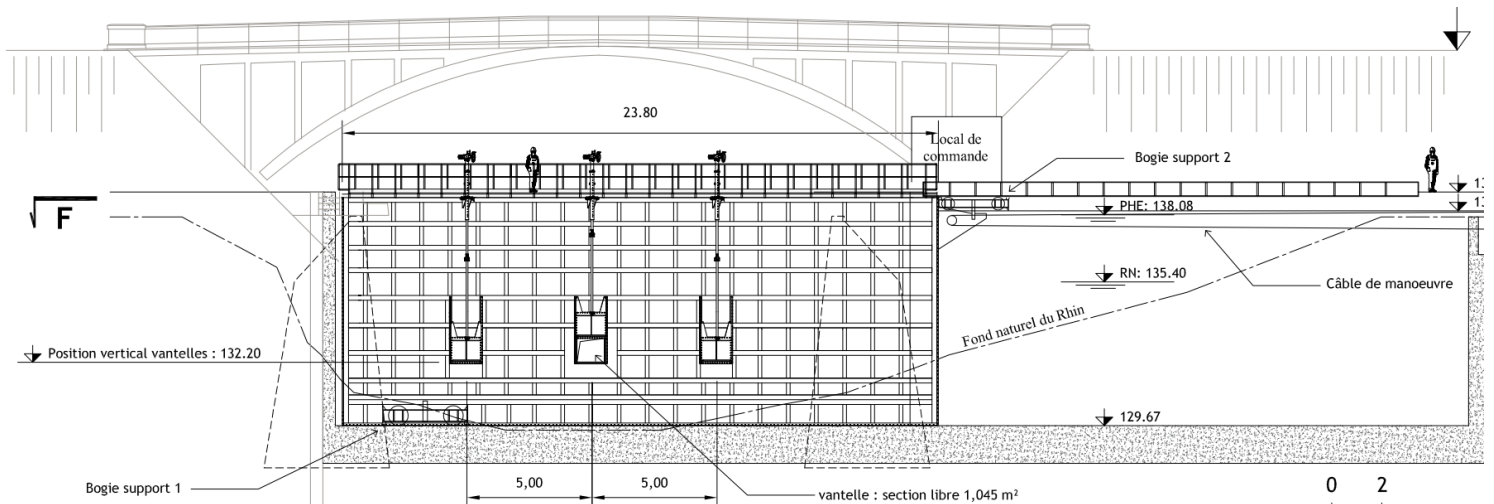 23.80
Local de
commande
Bogie support 2
F
PHE: 138.08
RN: 135.40
Câble de manoeuvre
Fond naturel du Rhin
Position vertical vantelles : 132.20
129.67
Bogie support 1
5,00
5,00
vantelle : section libre 1,045 m²
0 2